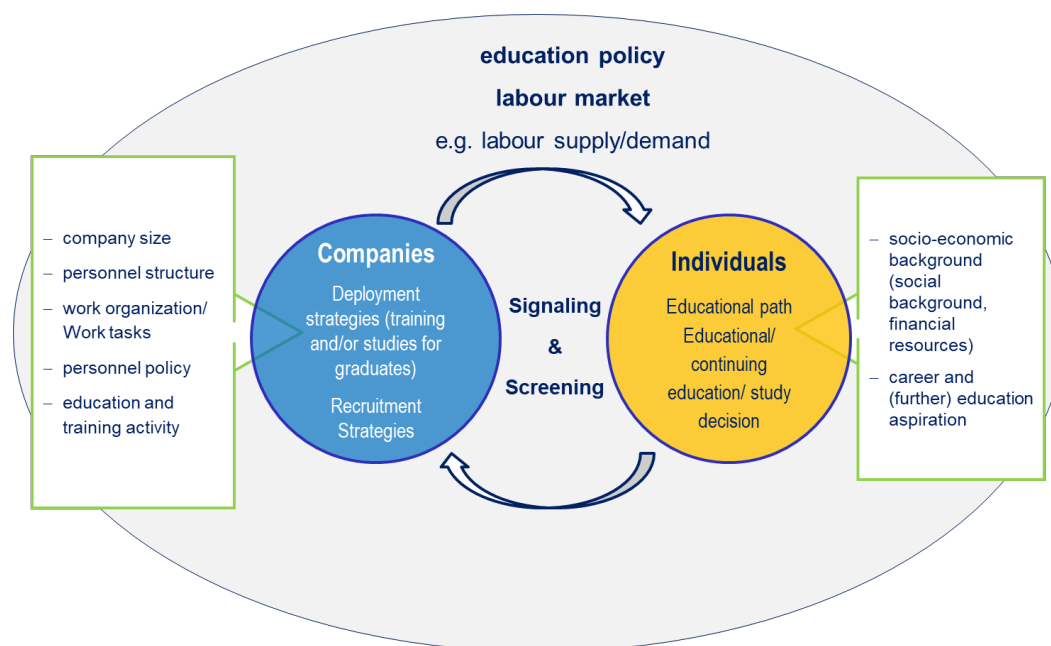 education policy
labour market
e.g. labour supply/demand
– company size
– personnel structure
– work organization/
Work tasks
– personnel policy
– education and
training activity
Companies
Deployment
strategies (training
and/or studies for
graduates)
Recruitment
Strategies
Signaling
&
Screening
Individuals
Educational path
Educational/
continuing
education/ study
decision
– socio-economic
background
(social
background,
financial
resources)
– career and
(further) education
aspiration